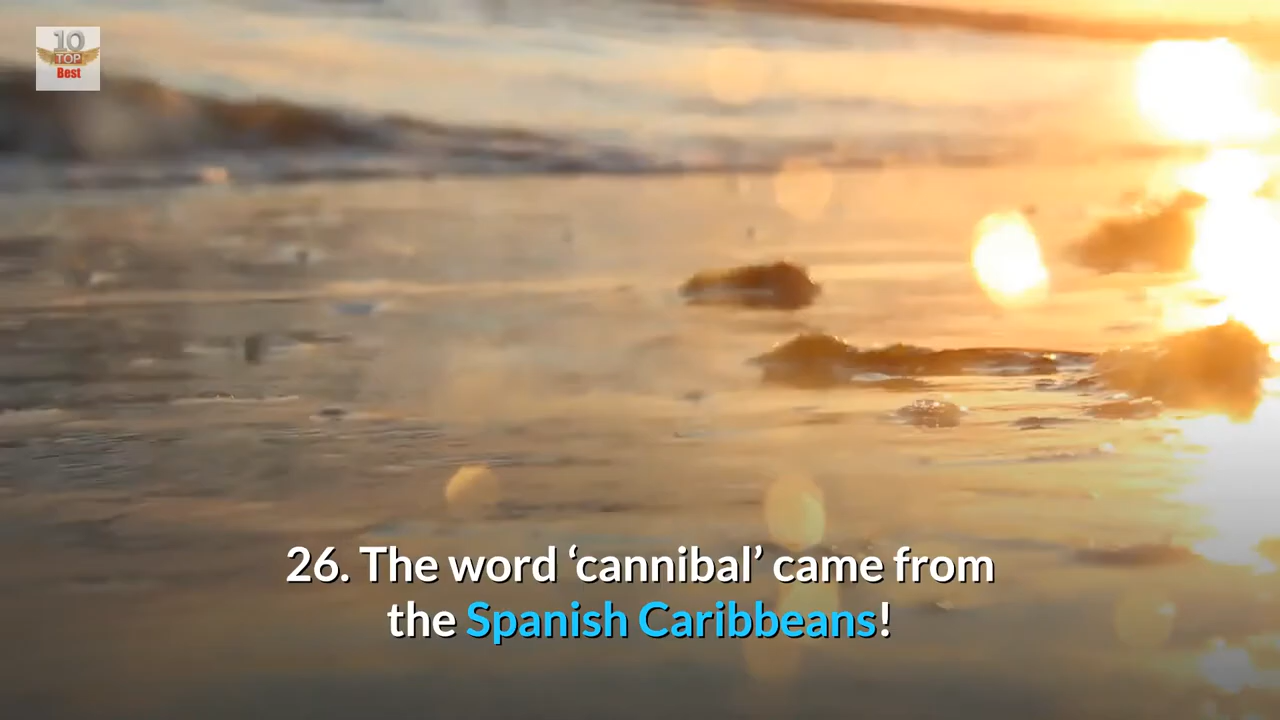 10
TOP
Best
26. The word ‘cannibal’ came from
the Spanish Caribbeans!